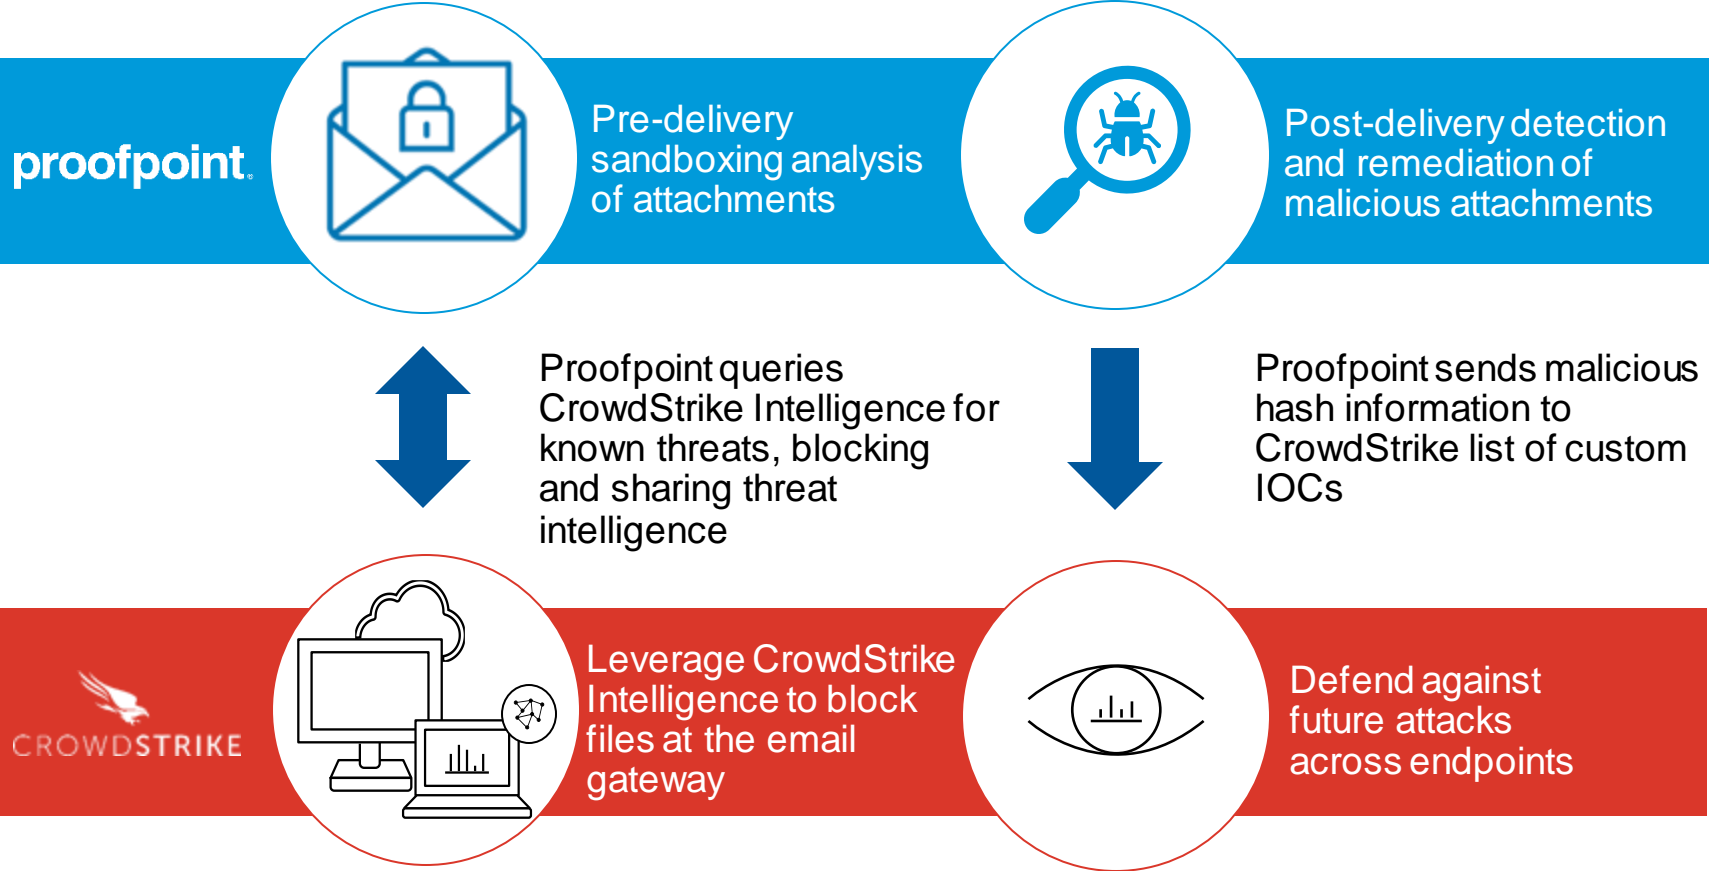 proofpoint.
Pre-delivery
sandboxing analysis
of attachments
Post-delivery detection
and remediation of
malicious attachments
Proofpoint queries
CrowdStrike Intelligence for
known threats, blocking
and sharing threat
intelligence
Proofpoint sends malicious
hash information to
CrowdStrike list of custom
IOCs
CROWDSTRIKE
Leverage CrowdStrike
Intelligence to block
files at the email
gateway
Defend against
future attacks
across endpoints